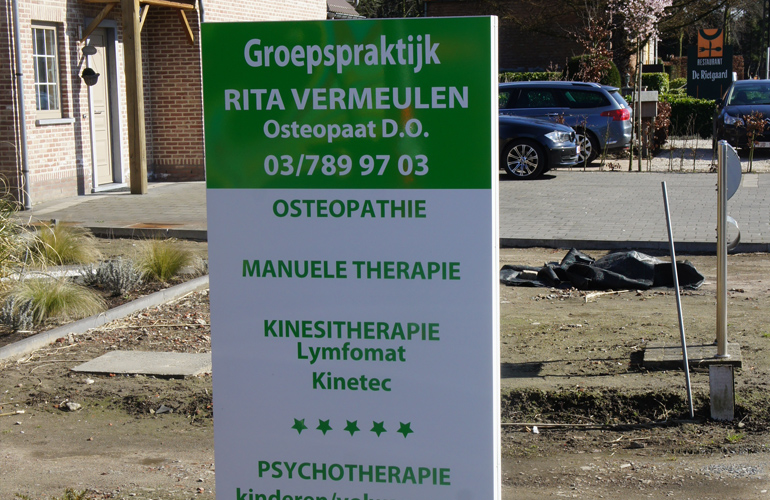 Groepspraktijk
RITA VERMEULEN
Osteopaat D.O.
03/789 97 03
OSTEOPATHIE
MANUELE THERAPIE
KINESITHERAPIE
Lymfomat
Kinetec
PSYCHOTHERAPIE
RESTAURANT
De Rietgaard